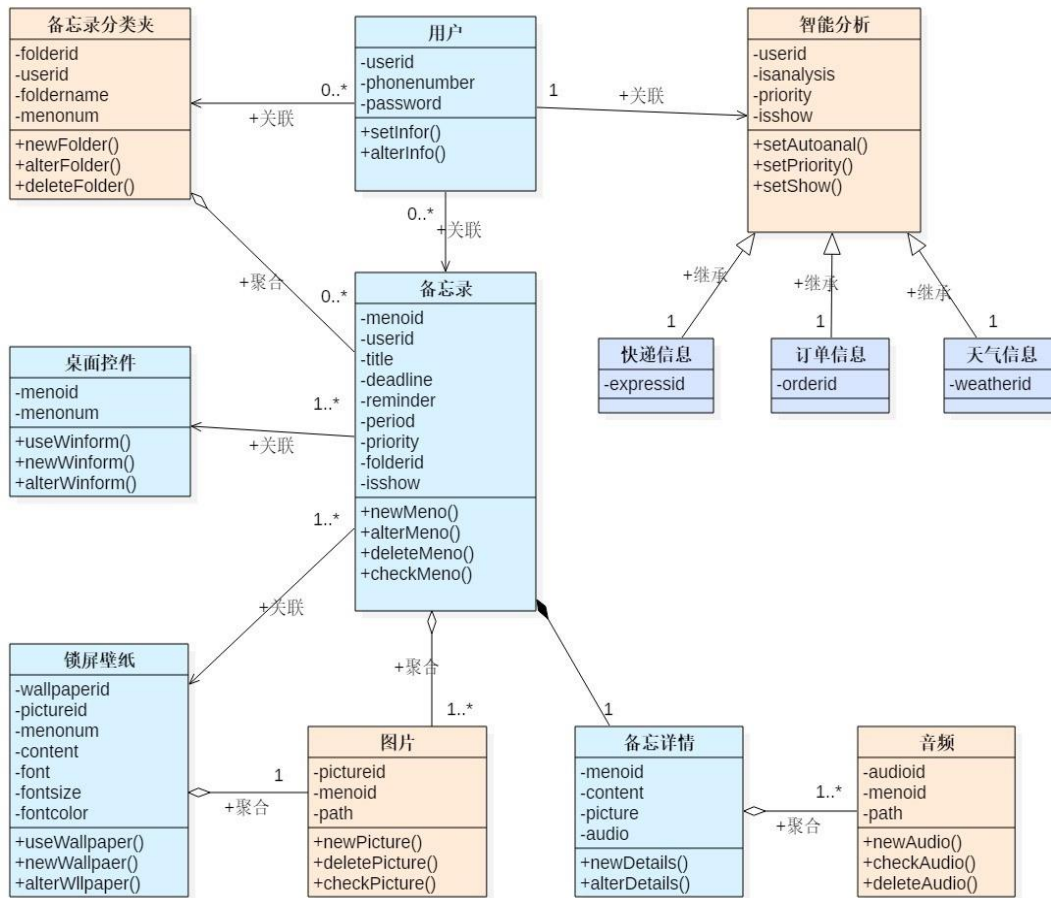 备忘录分类夹
-folderid
-userid
-foldername
-menonum
+newFolder()
+alterFolder()
+deleteFolder()
用户
-userid
-phonenumber
-password
+setInfor()
+alterInfo()
智能分析
-userid
-isanalysis
-priority
-isshow
+setAutoanal()
+setPriority()
+setShow()
0..*
+关联
1
+关联
0..*
+关联
+聚合
0..*
+继承
+继承
+继承
1
1
1
快递信息
-expressid
订单信息
-orderid
天气信息
-weatherid
备忘录
-menoid
-userid
-title
-deadline
-reminder
-period
-priority
-folderid
-isshow
+newMeno()
+alterMeno()
+deleteMeno()
+checkMeno()
桌面控件
-menoid
-menonum
+useWinform()
+newWinform()
+alterWinform()
1..*
+关联
1..*
+关联
锁屏壁纸
-wallpaperid
-pictureid
-menonum
-content
-font
-fontsize
-fontcolor
+useWallpaper()
+newWallpaer()
+alterWllpaper()
+聚合
1..*
1
+聚合
图片
-pictureid
-menoid
-path
+newPicture()
+deletePicture()
+checkPicture()
1
备忘详情
-menoid
-content
-picture
-audio
+newDetails()
+alterDetails()
1..*
+聚合
音频
-audioid
-menoid
-path
+newAudio()
+checkAudio()
+deleteAudio()